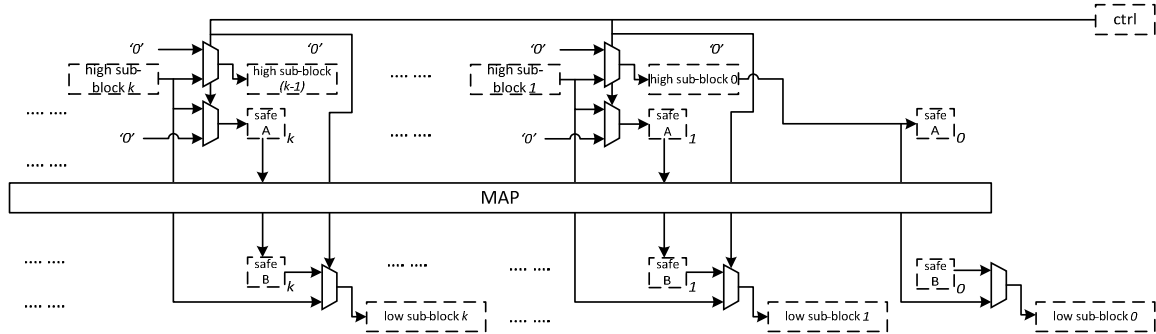 ctrl
'0'
'0'
'0'
'0'
high sub-
block k
high sub-block
(k-1)
.... ....
high sub-
block 1
high sub-block 0
.... ....
safe
A
k
'0'
.... ....
safe
A
1
'0'
safe
A
0
.... ....
MAP
.... ....
safe
B
k
.... ....
.... ....
safe
B
1
safe
B
0
.... ....
low sub-block k
.... ....
low sub-block 1
low sub-block 0